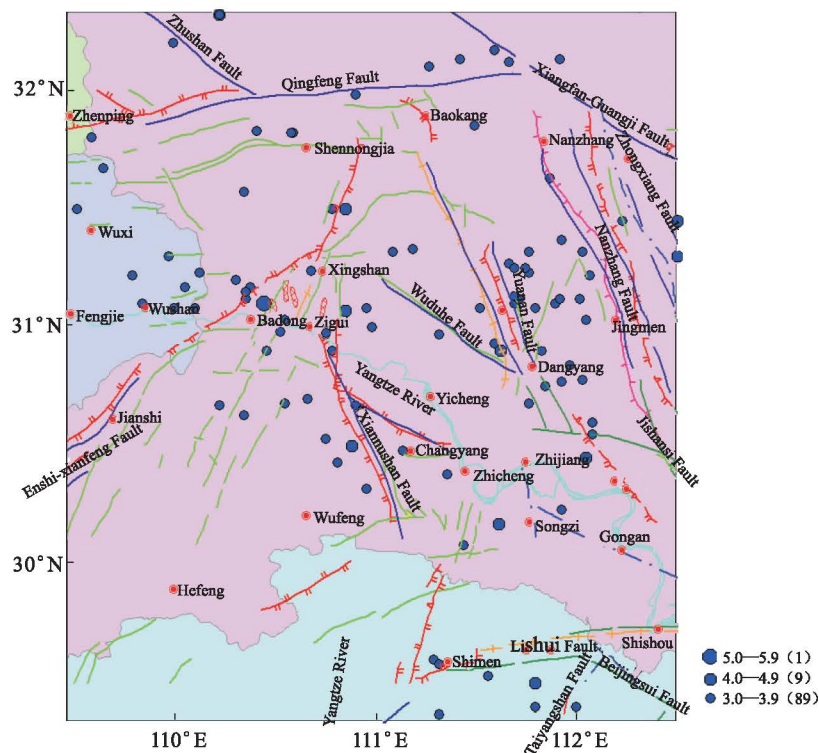 Zhushan Fault
Qingfeng Fault
Xiangfan-Guangji Fault
32°N
Zhenping
Baokang
Nanzhang
Shennongjia
Zhongxiang Fault
Wuxi
Nanzhang Fault
Xingshan
Yuanan Fault
Wuduhe Fault
31°N
Fengjie
Wushan
Badong
Zigui
Jingmen
Dangyang
Yangtze River
Yicheng
Jianshi
Enshi-xianfeng Fault
Xiannushan Fault
Changyang
Jishansi Fault
Zhicheng
Zhijiang
Wufeng
Songzi
Gongan
30°N
Hefeng
Yangtze River
Lishui Fault
Shishou
Shimen
Taiyangshan Fault
Beijingsui Fault
5.0—5.9（1）
4.0—4.9（9）
3.0—3.9（89）
110°E
111°E
112°E